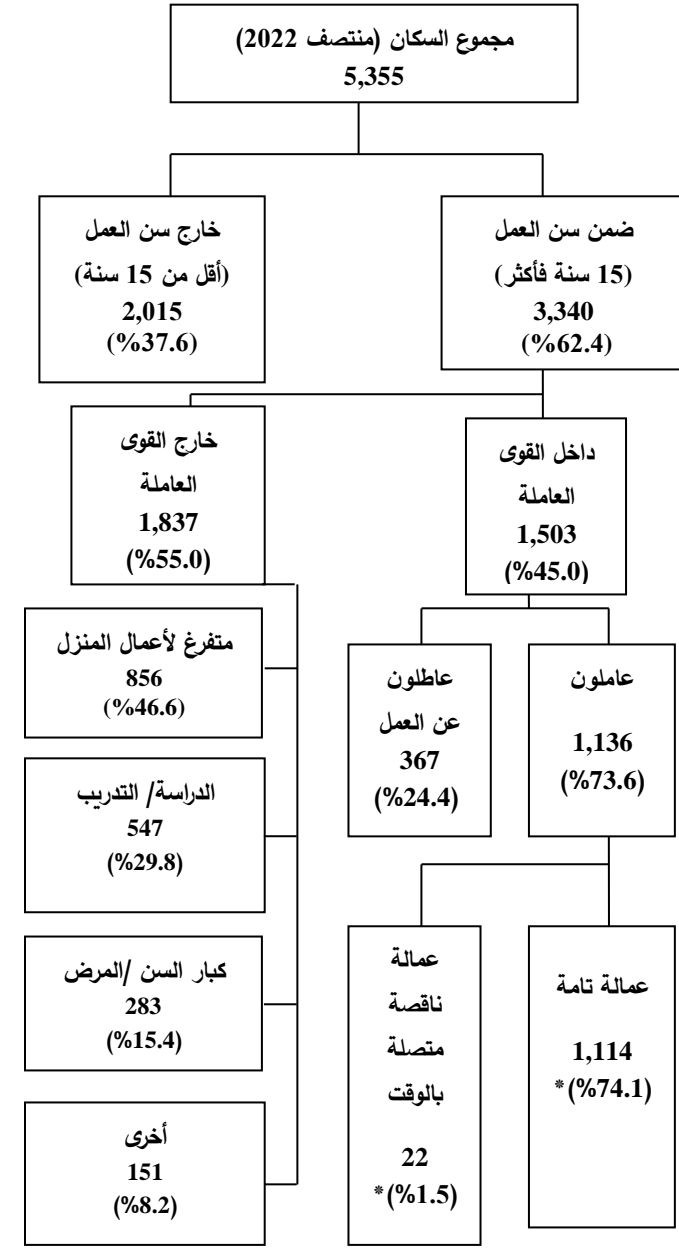 مجموع السكان (منتصف 2022)
5,355
ضمن سن العمل
(15 سنة فأكثر)
3,340
(%62.4)
خارج سن العمل
(أقل من 15 سنة)
2,015
(%37.6)
داخل القوى
العاملة
1,503
(%45.0)
خارج القوى
العاملة
1,837
(%55.0)
عاملون
1,136
(%73.6)
عاطلون
عن العمل
367
(%24.4)
متفرغ لأعمال المنزل
856
(%46.6)
الدراسة/ التدريب
547
(%29.8)
كبار السن /المرض
283
(%15.4)
أخرى
151
(%8.2)
عمالة تامة
1,114
*(%74.1)
عمالة
ناقصة
متصلة
بالوقت
22
*(%1.5)